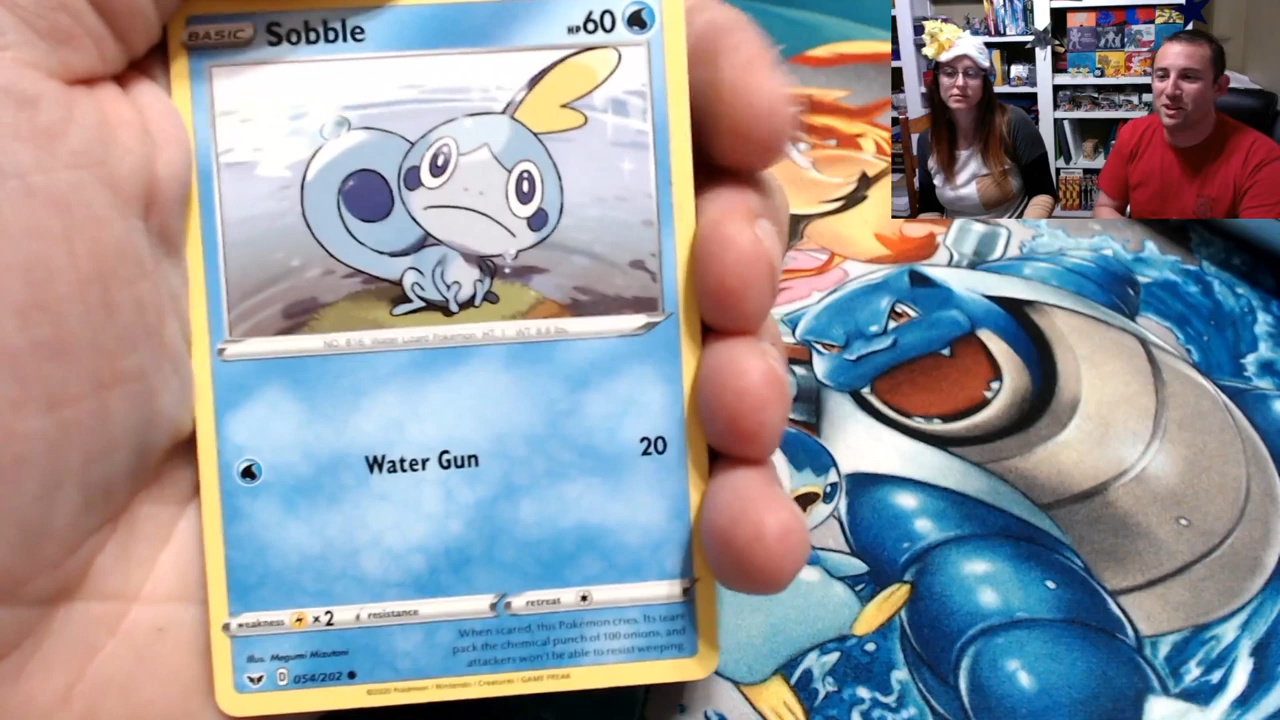 BASIC Sobble HP60
NO. 816 Water Lizard Pokémon HT: 1' WT: 8.8 lbs.
Water Gun 20
weakness ×2 resistance retreat
When scared, this Pokémon cries. Its tears
pack the chemical punch of 100 onions, and
attackers won't be able to resist weeping.
Illus. Megumi Mizutani
D 054/202
©2020 Pokémon / Nintendo / Creatures / GAME FREAK